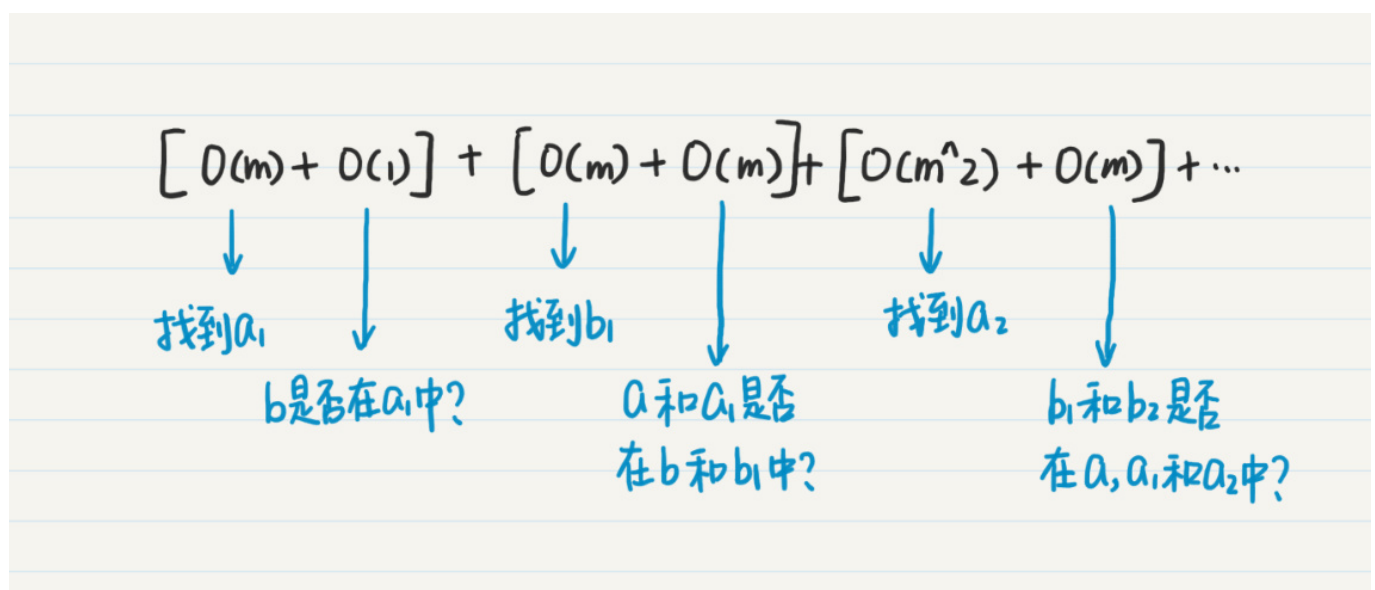 [O(m) + O(1)] + [O(m) + O(m)] + [O(m^2) + O(m)] + ...
找到a₁
找到b₁
找到a₂
b是否在a₁中?
a和a₁是否
在b和b₁中?
b₁和b₂是否
在a,a₁和a₂中?